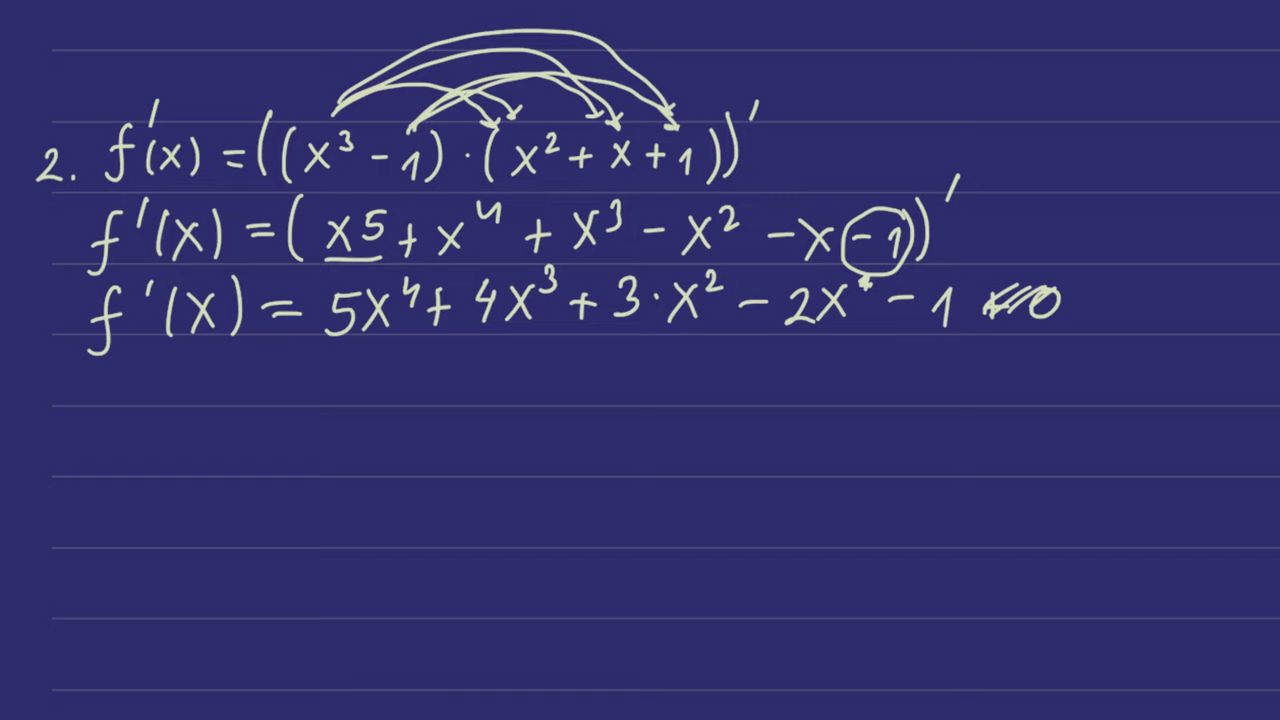 2. f'(x) = ((x³ - 1) · (x² + x + 1))'
f'(x) = (x5 + x⁴ + x³ - x² - x - 1)'
f'(x) = 5x⁴ + 4x³ + 3·x² - 2x - 1